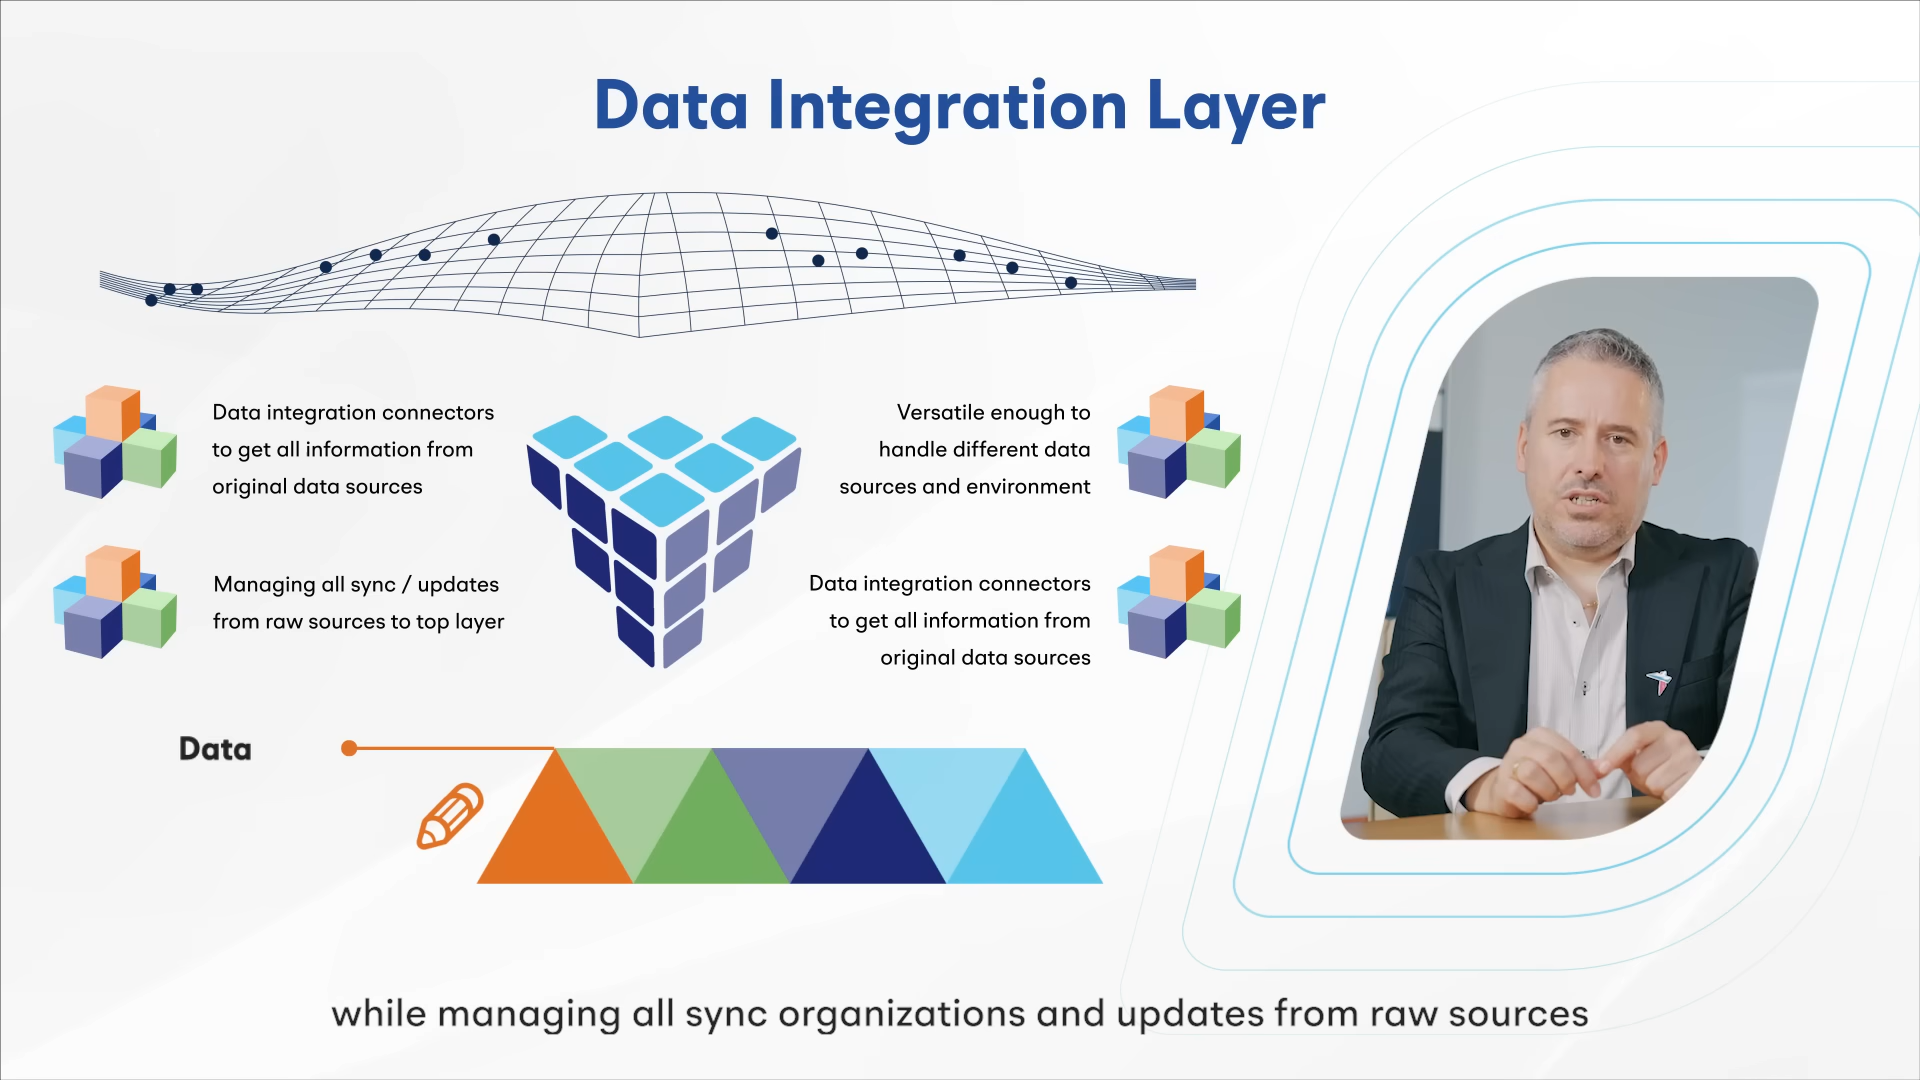 Data Integration Layer
Data integration connectors
to get all information from
original data sources
Managing all sync / updates
from raw sources to top layer
Versatile enough to
handle different data
sources and environment
Data integration connectors
to get all information from
original data sources
Data
while managing all sync organizations and updates from raw sources